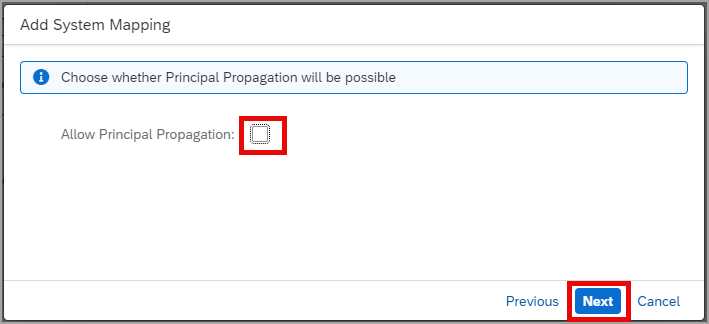 Add System Mapping
Choose whether Principal Propagation will be possible
Allow Principal Propagation:
Previous Next Cancel